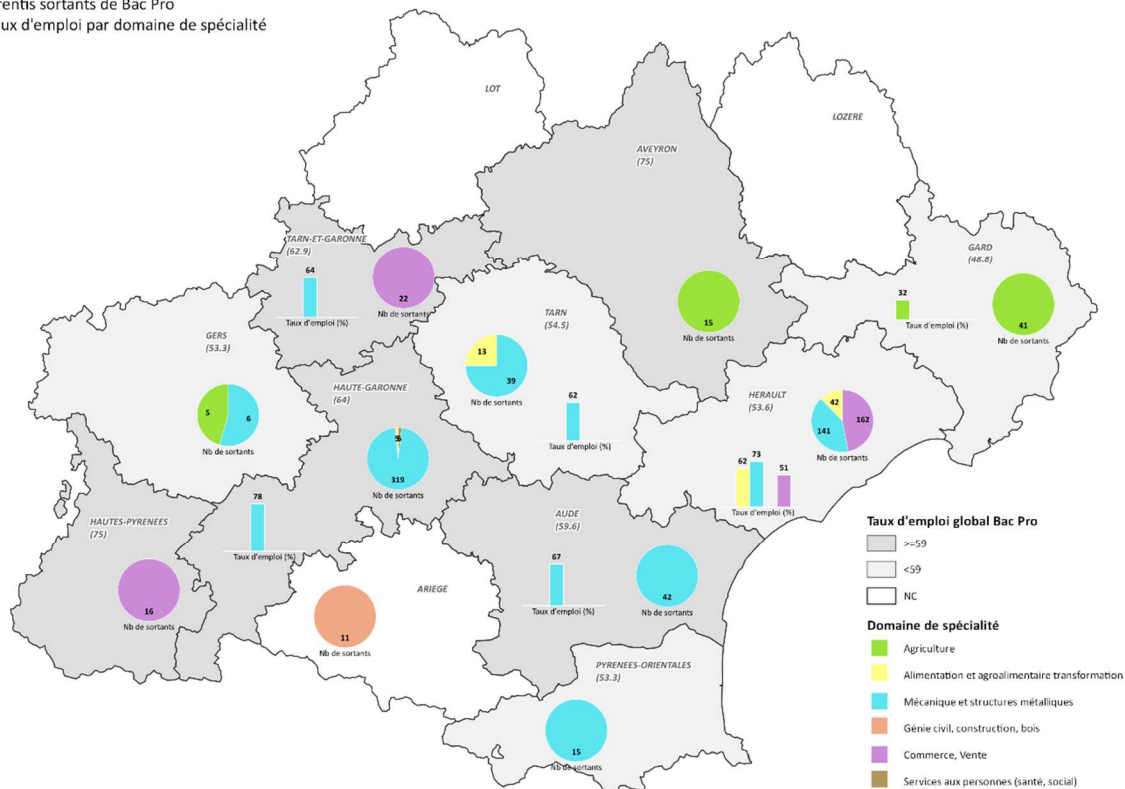 rentis sortants de Bac Pro
ux d'emploi par domaine de spécialité
LOT
LOZERE
AVEYRON
(75)
15
Nb de sortants
GARD
(48.8)
32
Taux d'emploi (%)
41
Nb de sortants
TARN-ET-GARONNE
(62.9)
64
Taux d'emploi (%)
22
Nb de sortants
GERS
(53.3)
5
6
Nb de sortants
TARN
(54.5)
13
39
Nb de sortants
62
Taux d'emploi (%)
HAUTE-GARONNE
(64)
319
Nb de sortants
78
Taux d'emploi (%)
HERAULT
(53.6)
42
162
141
Nb de sortants
62
73
51
Taux d'emploi (%)
HAUTES-PYRENEES
(75)
16
Nb de sortants
ARIEGE
11
Nb de sortants
AUDE
(59.6)
67
Taux d'emploi (%)
42
Nb de sortants
PYRENEES-ORIENTALES
(53.3)
15
Nb de sortants
Taux d'emploi global Bac Pro
>=59
<59
NC
Domaine de spécialité
Agriculture
Alimentation et agroalimentaire transformation
Mécanique et structures métalliques
Génie civil, construction, bois
Commerce, Vente
Services aux personnes (santé, social)